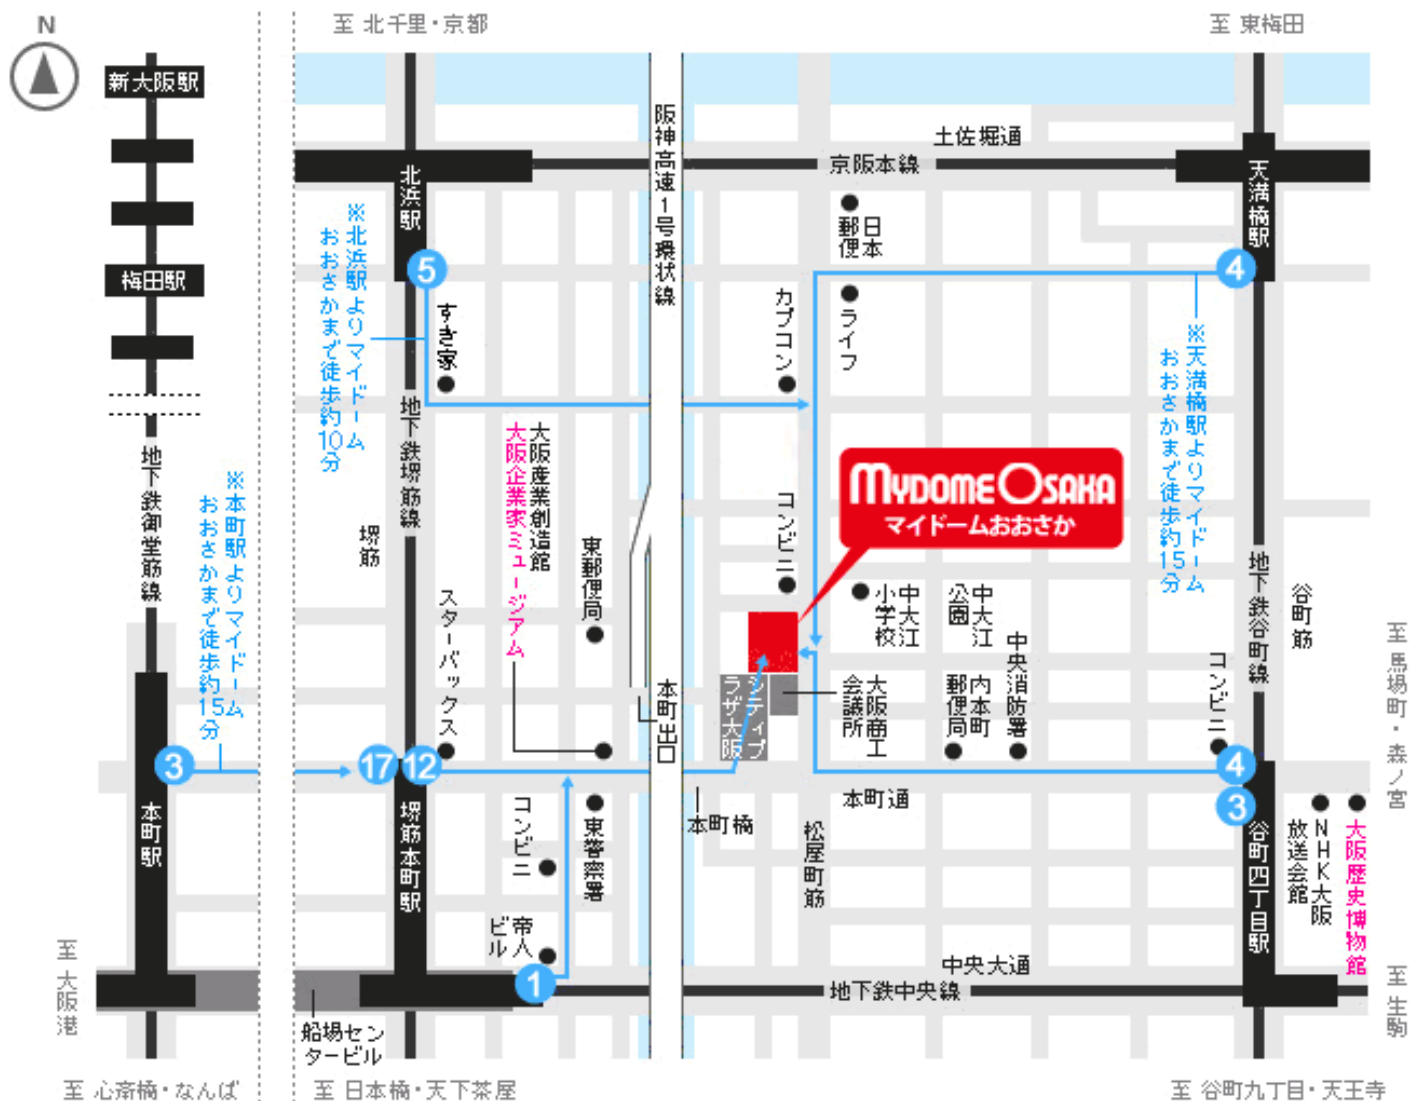 N
至 北千里・京都
至 東梅田
新大阪駅
梅田駅
地下鉄御堂筋線
※本町駅よりマイドーム
おおさかまで徒歩約15分
3
本町駅
至 大阪港
至 心斎橋・なんば
北浜駅
※北浜駅よりマイドーム
おおさかまで徒歩約10分
5
すき家
地下鉄堺筋線
堺筋
大阪産業創造館
大阪企業家ミュージアム
東郵便局
スターバックス
17
12
堺筋本町駅
コンビニ
東警察署
帝人
ビル
1
船場セン
タービル
至 日本橋・天下茶屋
阪神高速1号環状線
本町出口
本町橋
土佐堀通
京阪本線
日本
郵便
ライフ
カプコン
コンビニ
MYDOME OSAKA
マイドームおおさか
中大江
小学校
中大江
公園
中央消防署
シティプ
ラザ大阪
大阪商工
会議所
内本町
郵便局
本町通
松屋町筋
中央大通
地下鉄中央線
天満橋駅
4
※天満橋駅よりマイドーム
おおさかまで徒歩約15分
地下鉄谷町線
谷町筋
コンビニ
4
3
谷町四丁目駅
NHK大阪
放送会館
大阪歴史博物館
至 馬場町・森ノ宮
至 生駒
至 谷町九丁目・天王寺